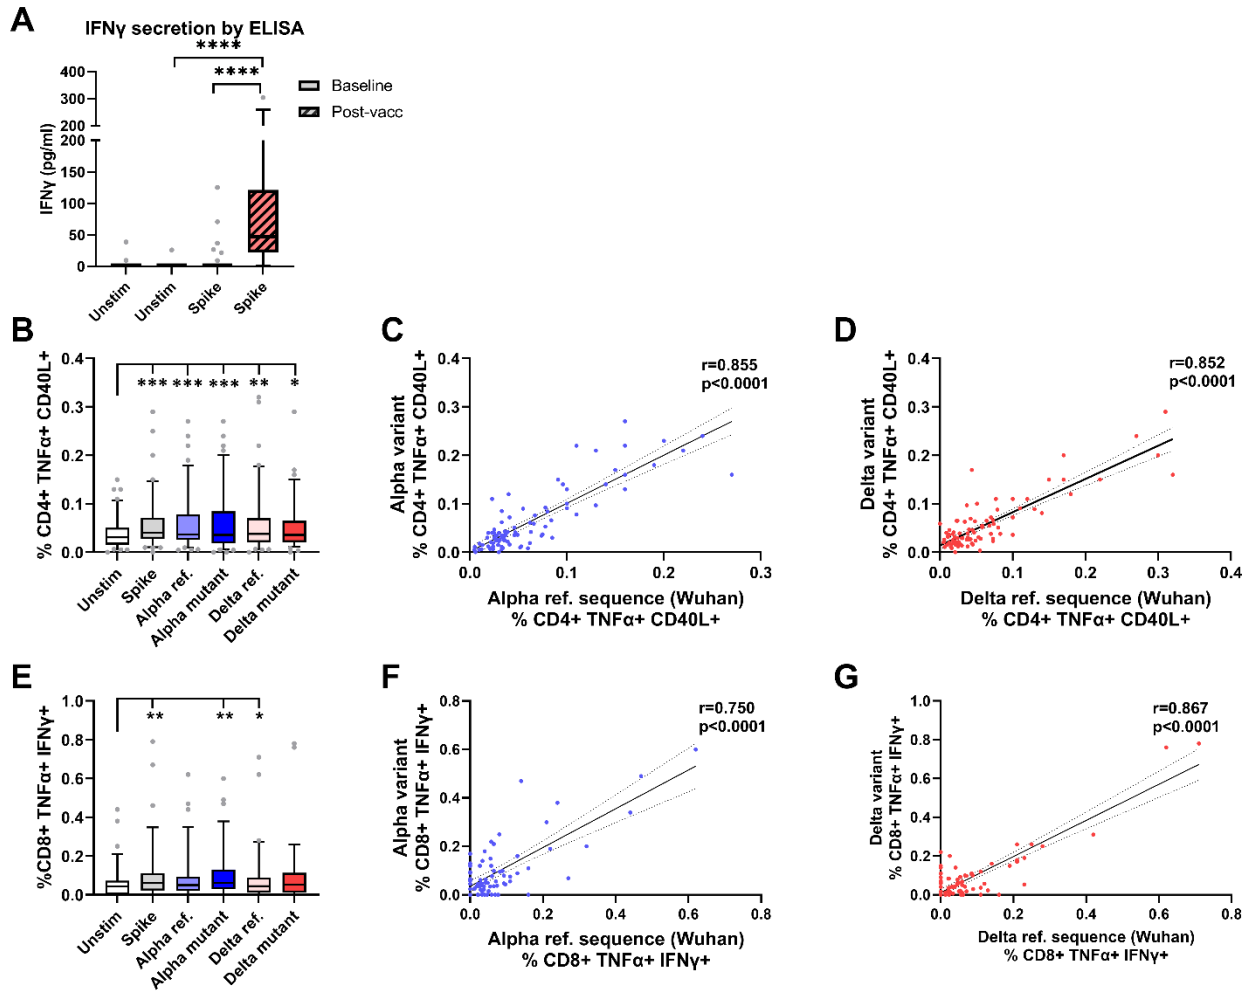 A
IFNγ secretion by ELISA
****
****
Baseline
Post-vacc
IFNγ (pg/ml)
400
300
200
200
150
100
50
0
Unstim
Unstim
Spike
Spike
B
% CD4+ TNFα+ CD40L+
0.4
0.3
0.2
0.1
0.0
***
***
***
**
*
Unstim
Spike
Alpha ref.
Alpha mutant
Delta ref.
Delta mutant
C
Alpha variant
% CD4+ TNFα+ CD40L+
0.4
0.3
0.2
0.1
0.0
r=0.855
p<0.0001
0.0
0.1
0.2
0.3
Alpha ref. sequence (Wuhan)
% CD4+ TNFα+ CD40L+
D
Delta variant
% CD4+ TNFα+ CD40L+
0.4
0.3
0.2
0.1
0.0
r=0.852
p<0.0001
0.0
0.1
0.2
0.3
0.4
Delta ref. sequence (Wuhan)
% CD4+ TNFα+ CD40L+
E
%CD8+ TNFα+ IFNγ+
1.0
0.8
0.6
0.4
0.2
0.0
**
**
*
Unstim
Spike
Alpha ref.
Alpha mutant
Delta ref.
Delta mutant
F
Alpha variant
% CD8+ TNFα+ IFNγ+
0.8
0.6
0.4
0.2
0.0
r=0.750
p<0.0001
0.0
0.2
0.4
0.6
0.8
Alpha ref. sequence (Wuhan)
% CD8+ TNFα+ IFNγ+
G
Delta variant
% CD8+ TNFα+ IFNγ+
1.0
0.8
0.6
0.4
0.2
0.0
r=0.867
p<0.0001
0.0
0.2
0.4
0.6
0.8
Delta ref. sequence (Wuhan)
% CD8+ TNFα+ IFNγ+